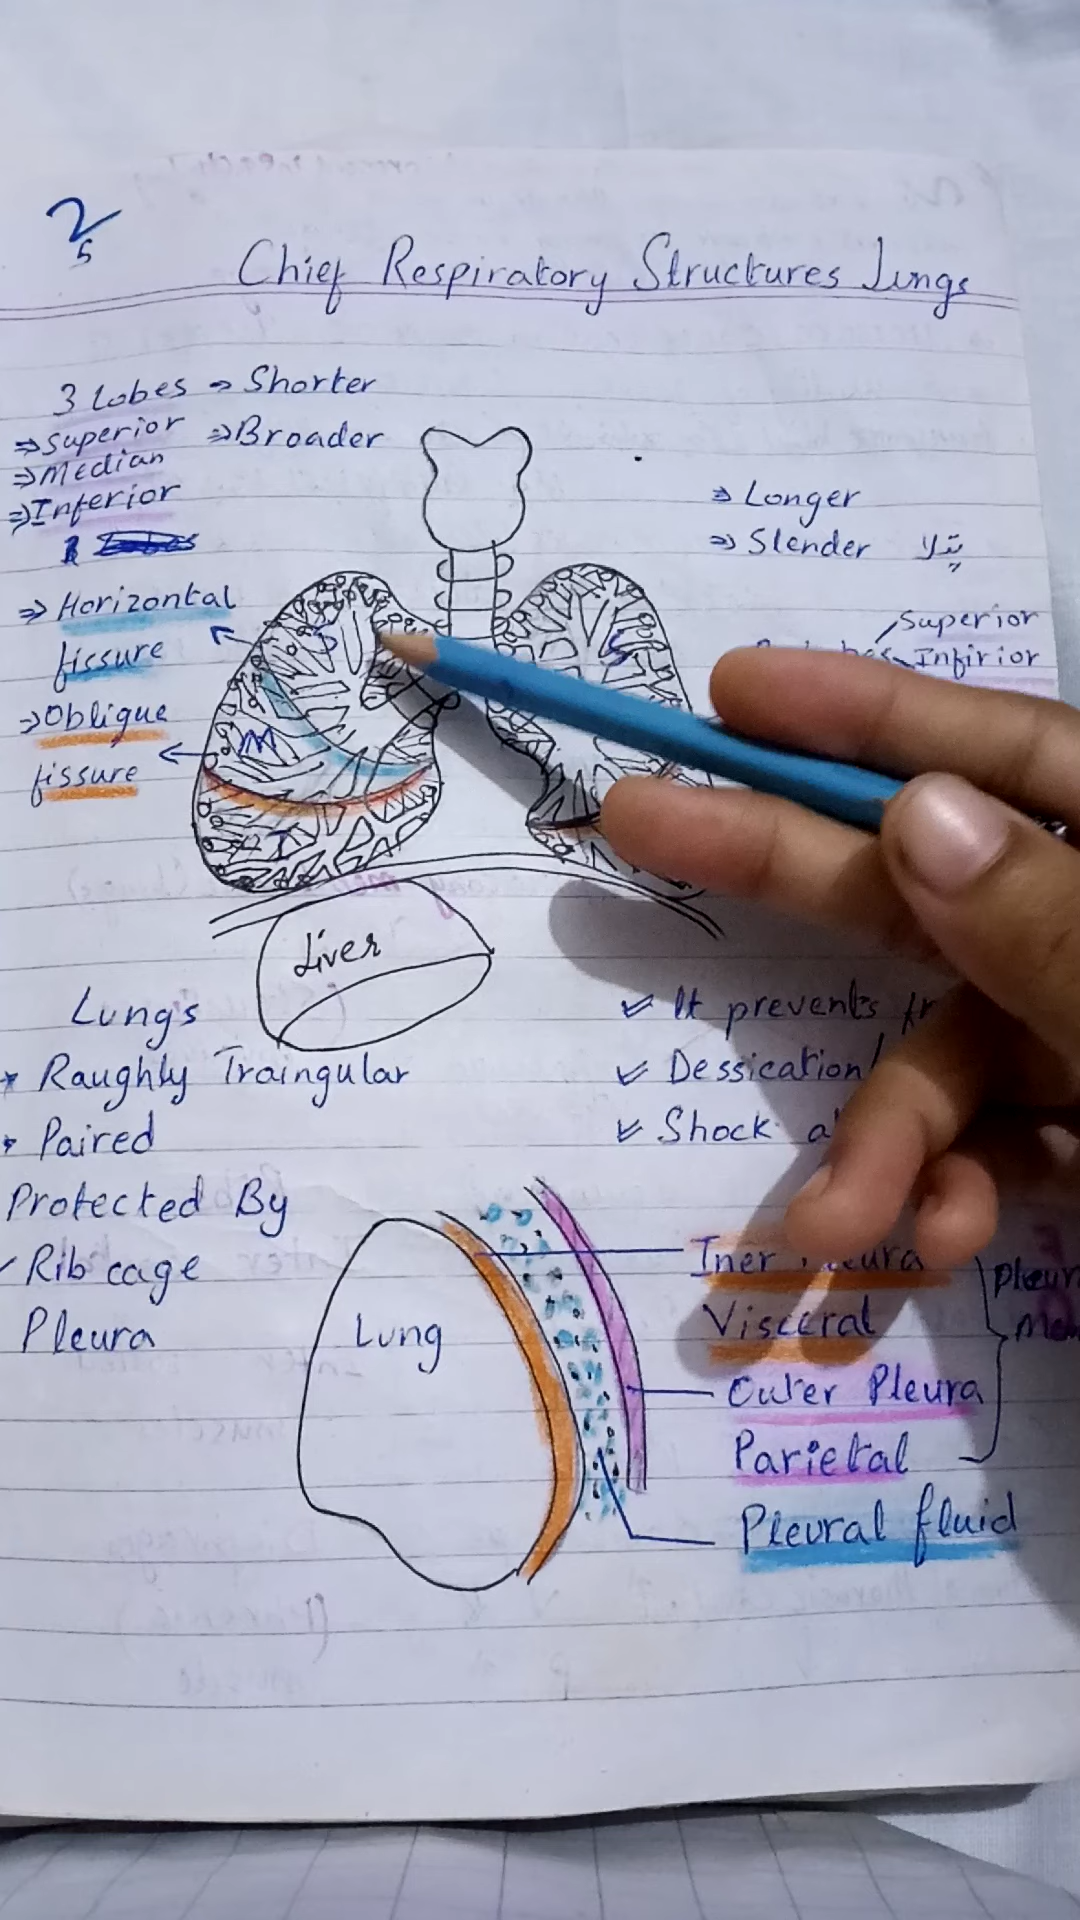 2
5
Chief Respiratory Structures Lungs
3 Lobes → Shorter
⇒ Superior ⇒ Broader
⇒ Median
⇒ Inferior
⇒ Horizontal
fissure
⇒ Oblique
fissure
⇒ Longer
⇒ Slender پتلا
Superior
Infirior
S
M
I
Liver
Lungs
Raughly Traingular
Paired
Protected By
Rib cage
Pleura
It prevents
Dessication/
Shock
Lung
Iner
Visceral
Outer Pleura
Parietal
Pleural fluid